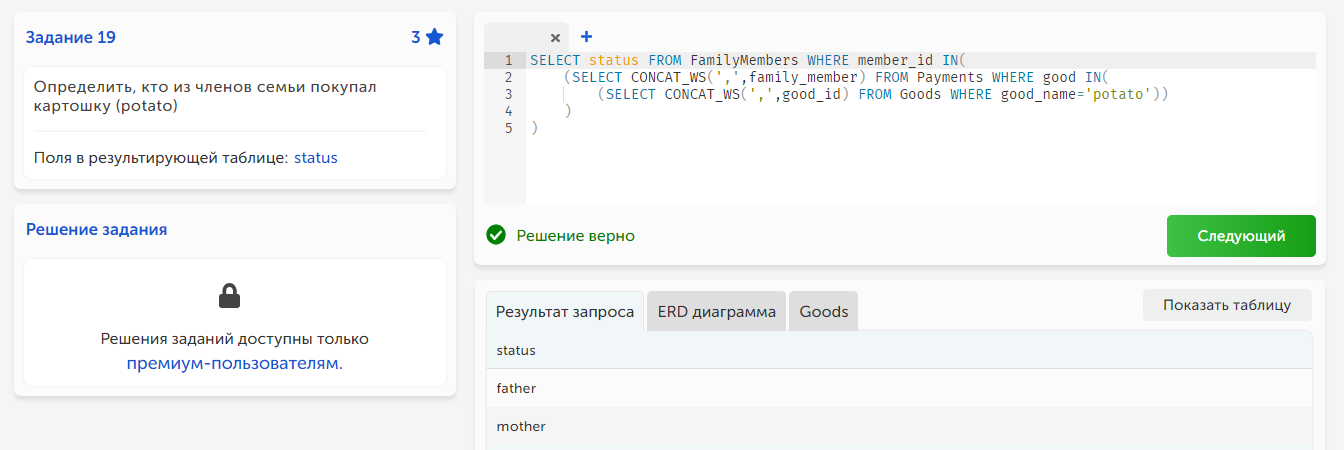 Задание 19
3
Определить, кто из членов семьи покупал
картошку (potato)
Поля в результирующей таблице: status
Решение задания
Решения заданий доступны только
премиум-пользователям.
1 SELECT status FROM FamilyMembers WHERE member_id IN(
2 (SELECT CONCAT_WS(',',family_member) FROM Payments WHERE good IN(
3 (SELECT CONCAT_WS(',',good_id) FROM Goods WHERE good_name='potato'))
4 )
5 )
Решение верно
Следующий
Результат запроса
ERD диаграмма
Goods
Показать таблицу
status
father
mother